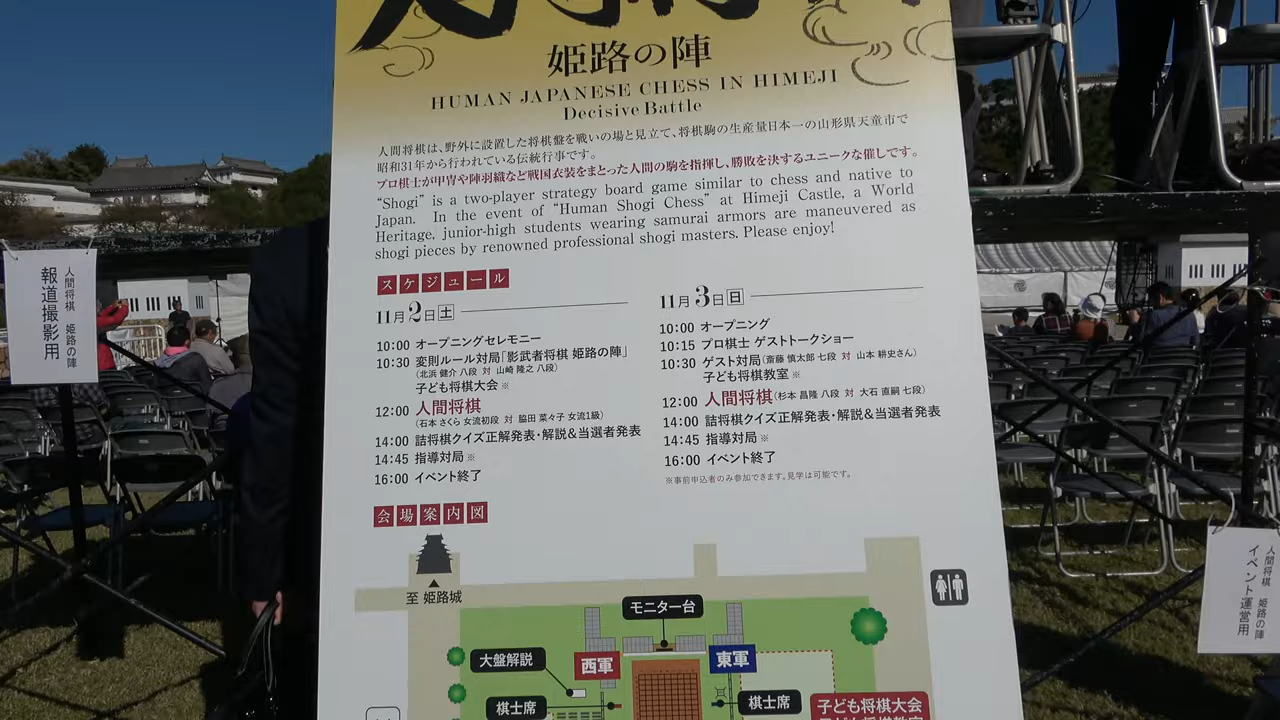 姫路の陣
HUMAN JAPANESE CHESS IN HIMEJI
Decisive Battle
人間将棋は、野外に設置した将棋盤を戦いの場と見立て、将棋駒の生産量日本一の山形県天童市で
昭和31年から行われている伝統行事です。
プロ棋士が甲冑や陣羽織など戦国衣装をまとった人間の駒を指揮し、勝敗を決するユニークな催しです。
"Shogi" is a two-player strategy board game similar to chess and native to
Japan. In the event of "Human Shogi Chess" at Himeji Castle, a World
Heritage, junior-high students wearing samurai armors are maneuvered as
shogi pieces by renowned professional shogi masters. Please enjoy!
スケジュール
11月2日土
10:00 オープニングセレモニー
10:30 変則ルール対局「影武者将棋 姫路の陣」
(北浜 健介 八段 対 山崎 隆之 八段)
子ども将棋大会※
12:00 人間将棋
(石本 さくら 女流初段 対 脇田 菜々子 女流1級)
14:00 詰将棋クイズ正解発表・解説&当選者発表
14:45 指導対局※
16:00 イベント終了
11月3日日
10:00 オープニング
10:15 プロ棋士 ゲストトークショー
10:30 ゲスト対局(斎藤 慎太郎 七段 対 山本 耕史さん)
子ども将棋教室※
12:00 人間将棋(杉本 昌隆 八段 対 大石 直嗣 七段)
14:00 詰将棋クイズ正解発表・解説&当選者発表
14:45 指導対局※
16:00 イベント終了
※事前申込者のみ参加できます。見学は可能です。
会場案内図
至 姫路城
モニター台
大盤解説
西軍
東軍
棋士席
棋士席
子ども将棋大会
人間将棋 姫路の陣
報道撮影用
人間将棋 姫路の陣
イベント運営用